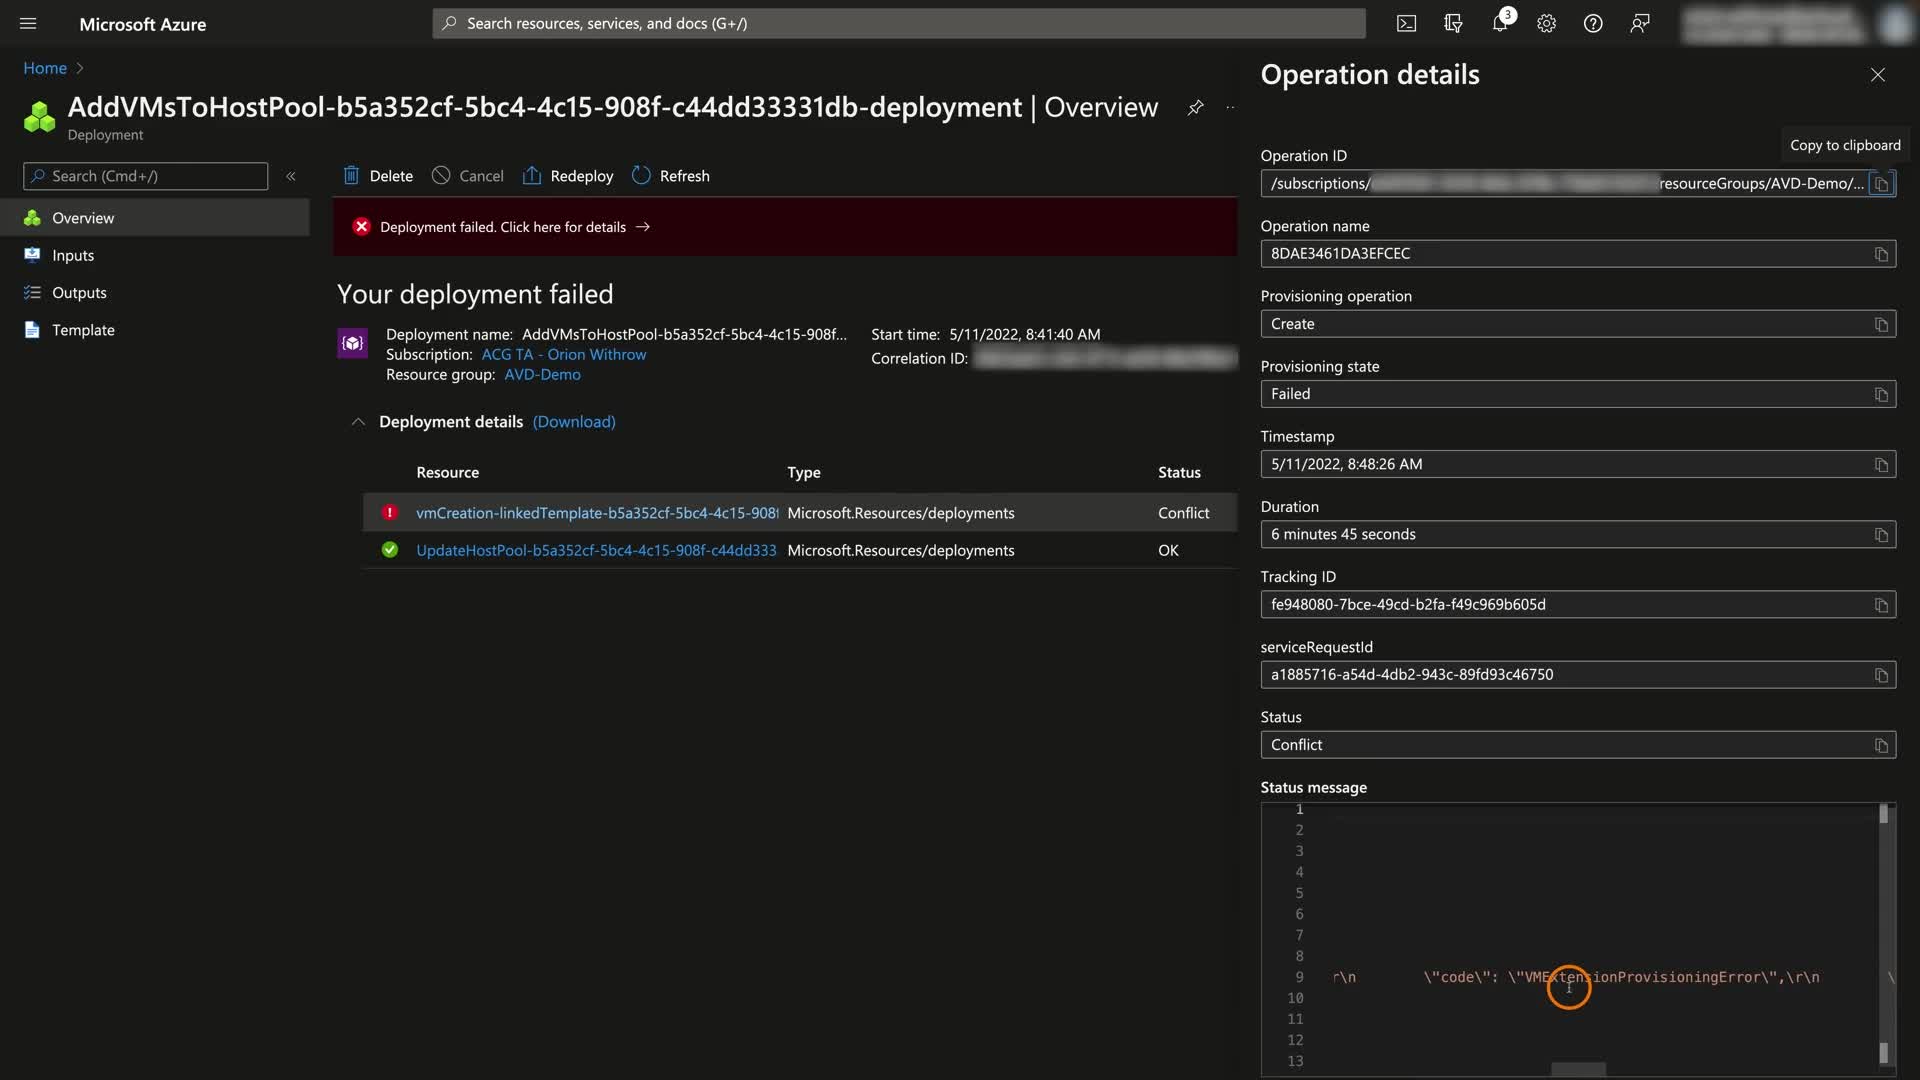 Microsoft Azure
Search resources, services, and docs (G+/)
3
Home
AddVMsToHostPool-b5a352cf-5bc4-4c15-908f-c44dd33331db-deployment | Overview
Deployment
Search (Cmd+/)
Overview
Inputs
Outputs
Template
Delete
Cancel
Redeploy
Refresh
Deployment failed. Click here for details
Your deployment failed
Deployment name: AddVMsToHostPool-b5a352cf-5bc4-4c15-908f...
Subscription: ACG TA - Orion Withrow
Resource group: AVD-Demo
Start time: 5/11/2022, 8:41:40 AM
Correlation ID:
Deployment details (Download)
Resource Type Status
vmCreation-linkedTemplate-b5a352cf-5bc4-4c15-908f Microsoft.Resources/deployments Conflict
UpdateHostPool-b5a352cf-5bc4-4c15-908f-c44dd333 Microsoft.Resources/deployments OK
Operation details
Copy to clipboard
Operation ID
/subscriptions/ resourceGroups/AVD-Demo/...
Operation name
8DAE3461DA3EFCEC
Provisioning operation
Create
Provisioning state
Failed
Timestamp
5/11/2022, 8:48:26 AM
Duration
6 minutes 45 seconds
Tracking ID
fe948080-7bce-49cd-b2fa-f49c969b605d
serviceRequestId
a1885716-a54d-4db2-943c-89fd93c46750
Status
Conflict
Status message
1
2
3
4
5
6
7
8
9 r\n \"code\": \"VMExtensionProvisioningError\",\r\n \
10
11
12
13